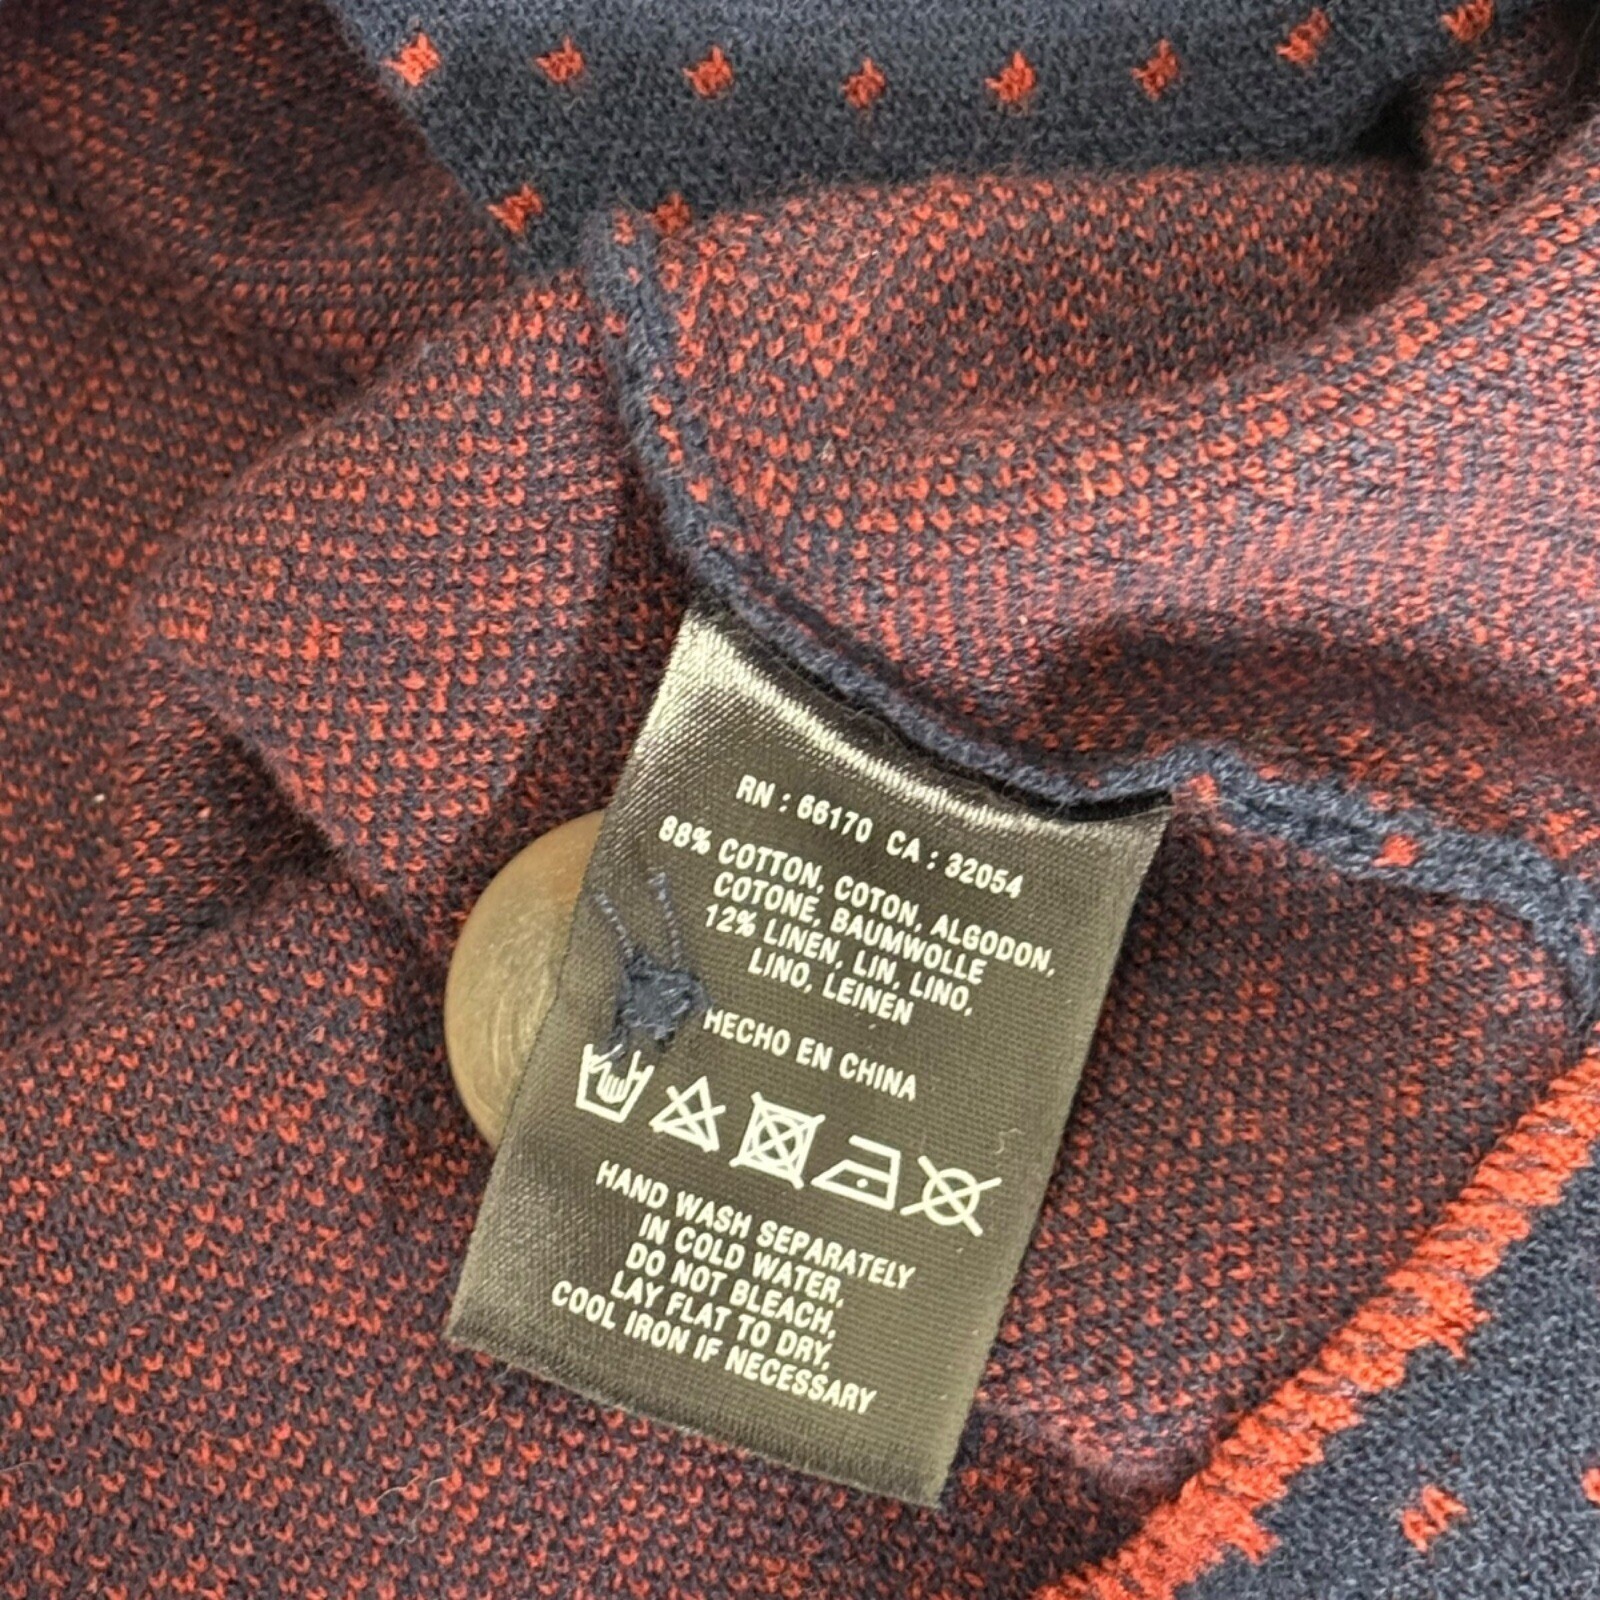 RN : 66170 CA : 32054
88% COTTON, COTON, ALGODON,
COTONE, BAUMWOLLE
12% LINEN, LIN, LINO,
LINO, LEINEN
HECHO EN CHINA
HAND WASH SEPARATELY
IN COLD WATER,
DO NOT BLEACH,
LAY FLAT TO DRY,
COOL IRON IF NECESSARY